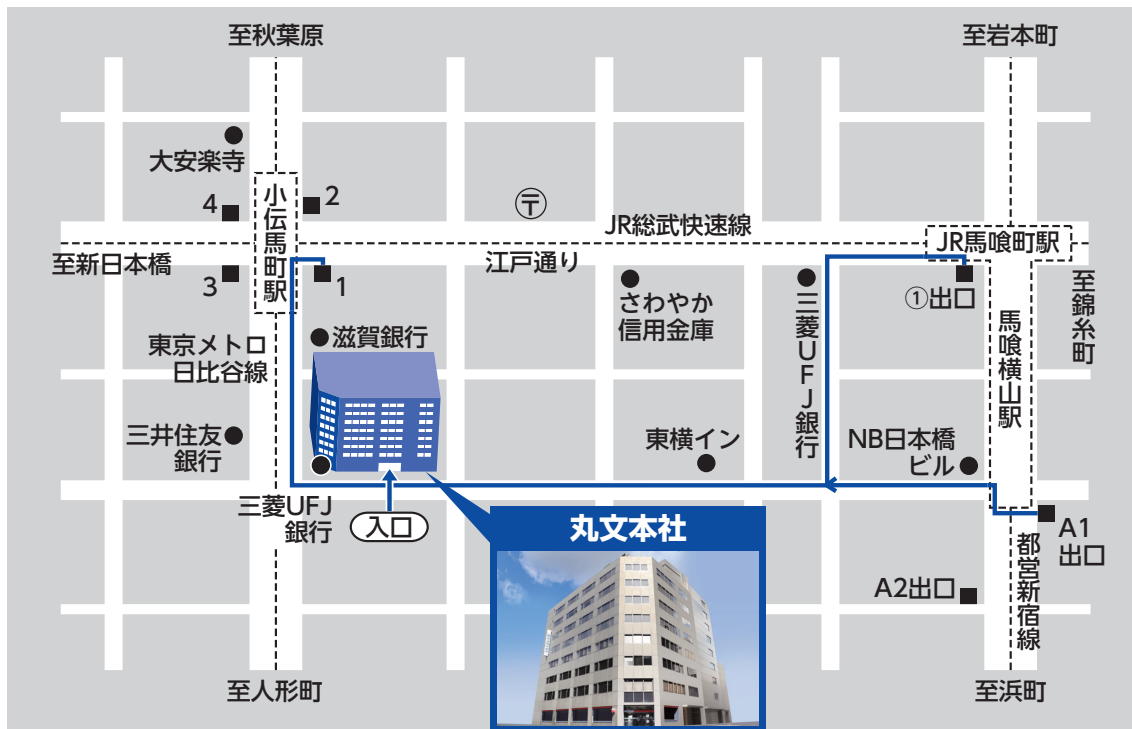 至秋葉原
至岩本町
大安楽寺
4
2
小伝馬町駅
〒
JR総武快速線
JR馬喰町駅
至新日本橋
江戸通り
3
1
さわやか
信用金庫
三菱UFJ銀行
①出口
至錦糸町
馬喰横山駅
東京メトロ
日比谷線
滋賀銀行
三井住友
銀行
東横イン
NB日本橋
ビル
三菱UFJ
銀行
入口
丸文本社
A1
出口
都営新宿線
A2出口
至人形町
至浜町